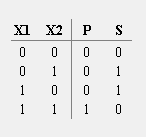 X1 X2 P S
0 0 0 0
0 1 0 1
1 0 0 1
1 1 1 0